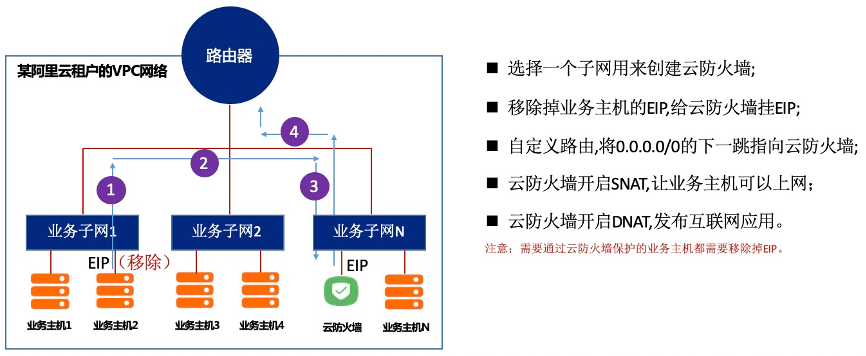 路由器
某阿里云租户的VPC网络
4
2
1
3
业务子网1
业务子网2
业务子网N
EIP（移除）
EIP
业务主机1
业务主机2
业务主机3
业务主机4
云防火墙
业务主机N
■ 选择一个子网用来创建云防火墙;
■ 移除掉业务主机的EIP,给云防火墙挂EIP;
■ 自定义路由,将0.0.0.0/0的下一跳指向云防火墙;
■ 云防火墙开启SNAT,让业务主机可以上网；
■ 云防火墙开启DNAT,发布互联网应用。
注意：需要通过云防火墙保护的业务主机都需要移除掉EIP。